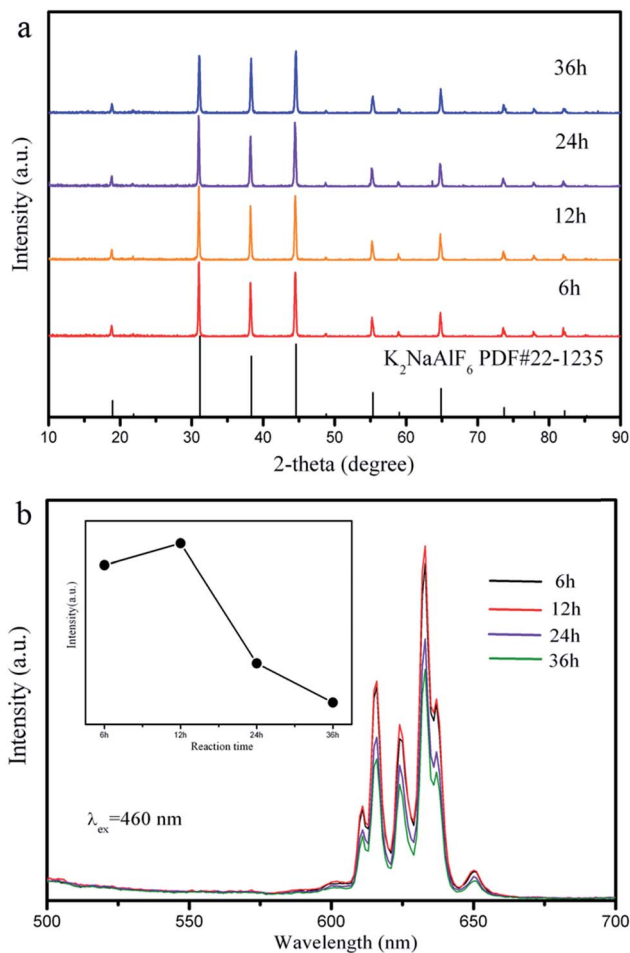 a
Intensity (a.u.)
36h
24h
12h
6h
K₂NaAlF₆ PDF#22-1235
10 20 30 40 50 60 70 80 90
2-theta (degree)
b
Intensity (a.u.)
Intensity(a.u.)
6h 12h 24h 36h
Reaction time
6h
12h
24h
36h
λₑₓ=460 nm
500 550 600 650 700
Wavelength (nm)